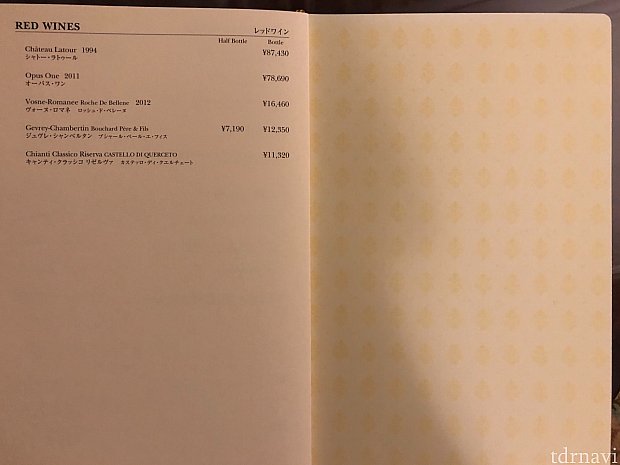 RED WINES レッドワイン
Half Bottle Bottle
Château Latour 1994 ¥87,430
シャトー・ラトゥール
Opus One 2011 ¥78,690
オーパス・ワン
Vosne-Romanee Roche De Bellene 2012 ¥16,460
ヴォーヌ・ロマネ ロッシュ・ド・ベレーヌ
Gevrey-Chambertin Bouchard Père & Fils ¥7,190 ¥12,350
ジュヴレ・シャンベルタン ブシャール・ペール・エ・フィス
Chianti Classico Riserva CASTELLO DI QUERCETO ¥11,320
キャンティ・クラッシコ リゼルヴァ カステッロ・ディ・クエルチェート
tdrnavi